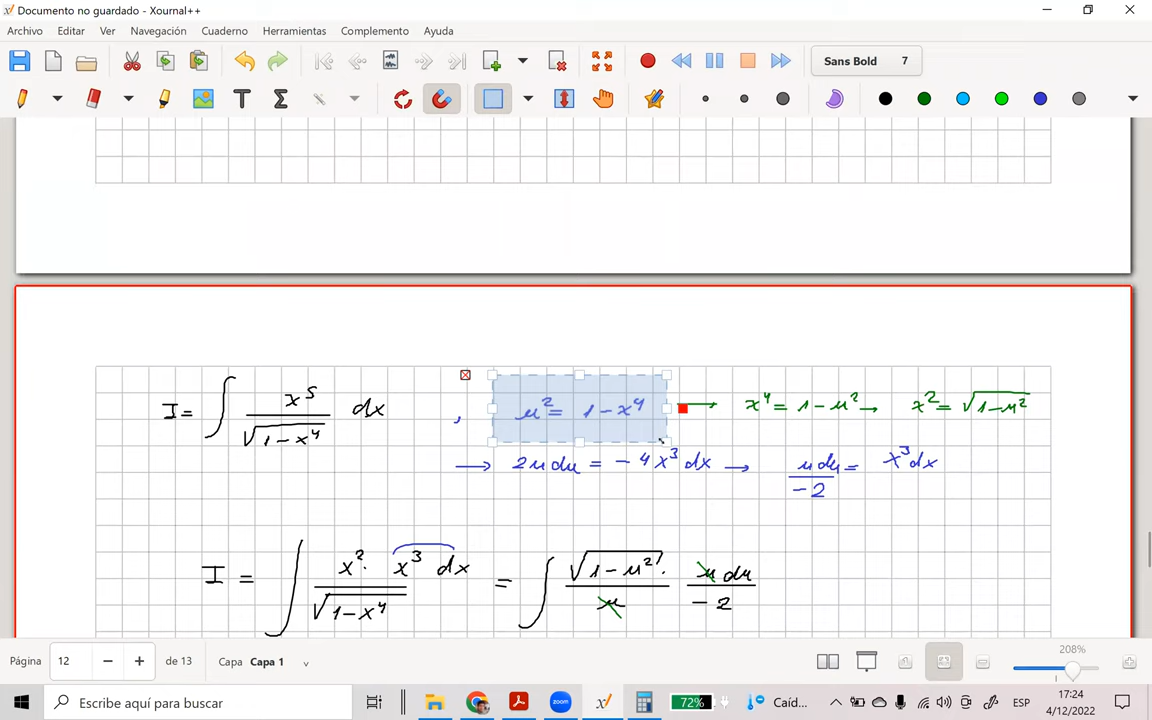 Documento no guardado - Xournal++
Archivo Editar Ver Navegación Cuaderno Herramientas Complemento Ayuda
Sans Bold 7
I = ∫ x⁵ / √(1-x⁴) dx , u² = 1-x⁴ → x⁴ = 1-u² → x² = √(1-u²)
→ 2u du = -4x³ dx → u du / -2 = x³ dx
I = ∫ x² · x³ dx / √(1-x⁴) = ∫ √(1-u²) / u · u du / -2
Página 12 de 13 Capa Capa 1 208%
Escribe aquí para buscar 72% Caíd... ESP 17:24
4/12/2022